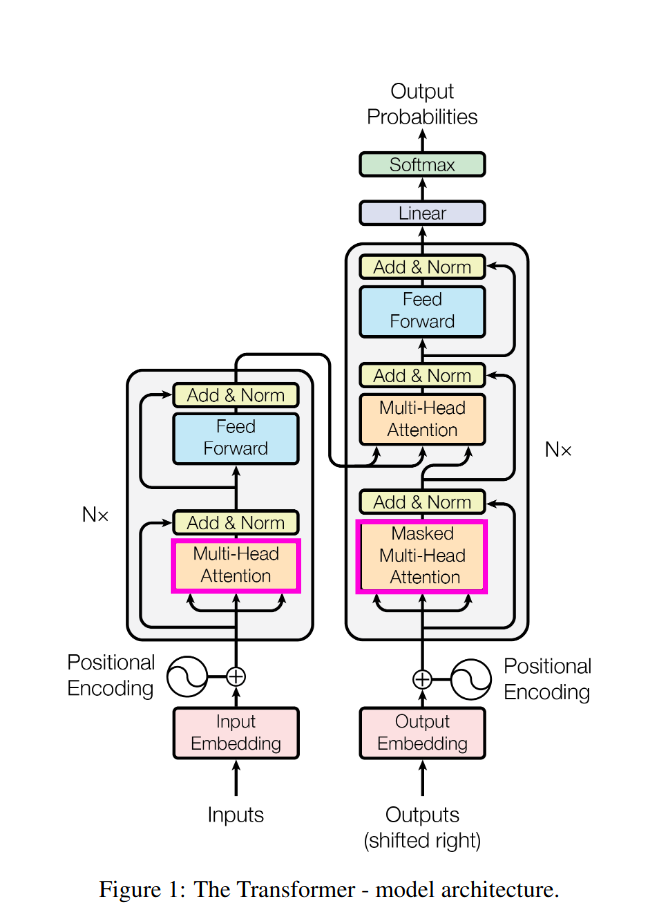 Output
Probabilities
Softmax
Linear
Add & Norm
Feed
Forward
Add & Norm
Multi-Head
Attention
Add & Norm
Masked
Multi-Head
Attention
N×
Add & Norm
Feed
Forward
Add & Norm
Multi-Head
Attention
N×
Positional
Encoding
Positional
Encoding
Input
Embedding
Output
Embedding
Inputs
Outputs
(shifted right)
Figure 1: The Transformer - model architecture.